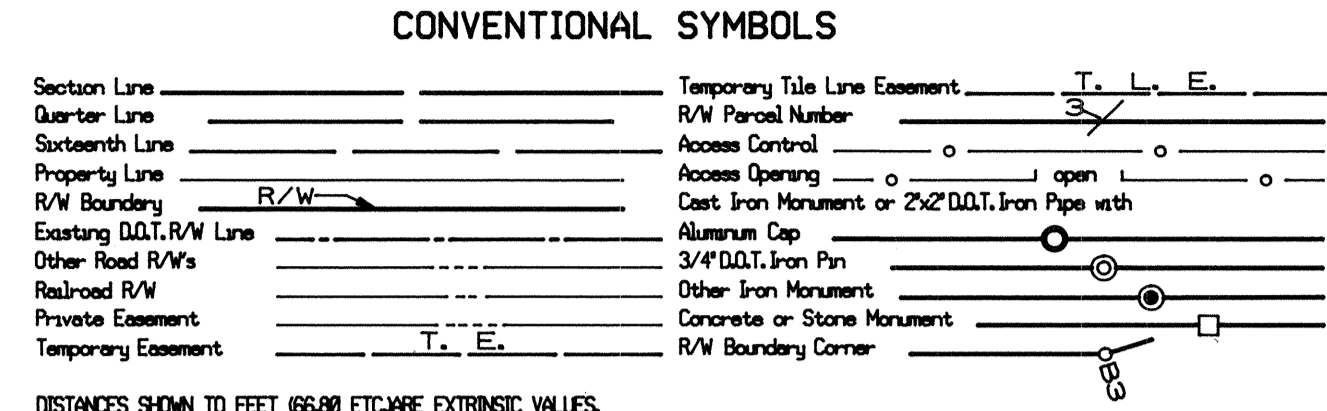 CONVENTIONAL SYMBOLS
Section Line
Quarter Line
Sixteenth Line
Property Line
R/W Boundary R/W
Existing D.O.T. R/W Line
Other Road R/W's
Railroad R/W
Private Easement
Temporary Easement T. E.
Temporary Tile Line Easement T. L. E.
R/W Parcel Number 3
Access Control
Access Opening open
Cast Iron Monument or 2"x2" D.O.T. Iron Pipe with
Aluminum Cap
3/4" D.O.T. Iron Pin
Other Iron Monument
Concrete or Stone Monument
R/W Boundary Corner
B3
DISTANCES SHOWN TO FEET (66.80 ETC.)ARE EXTRINSIC VALUES.